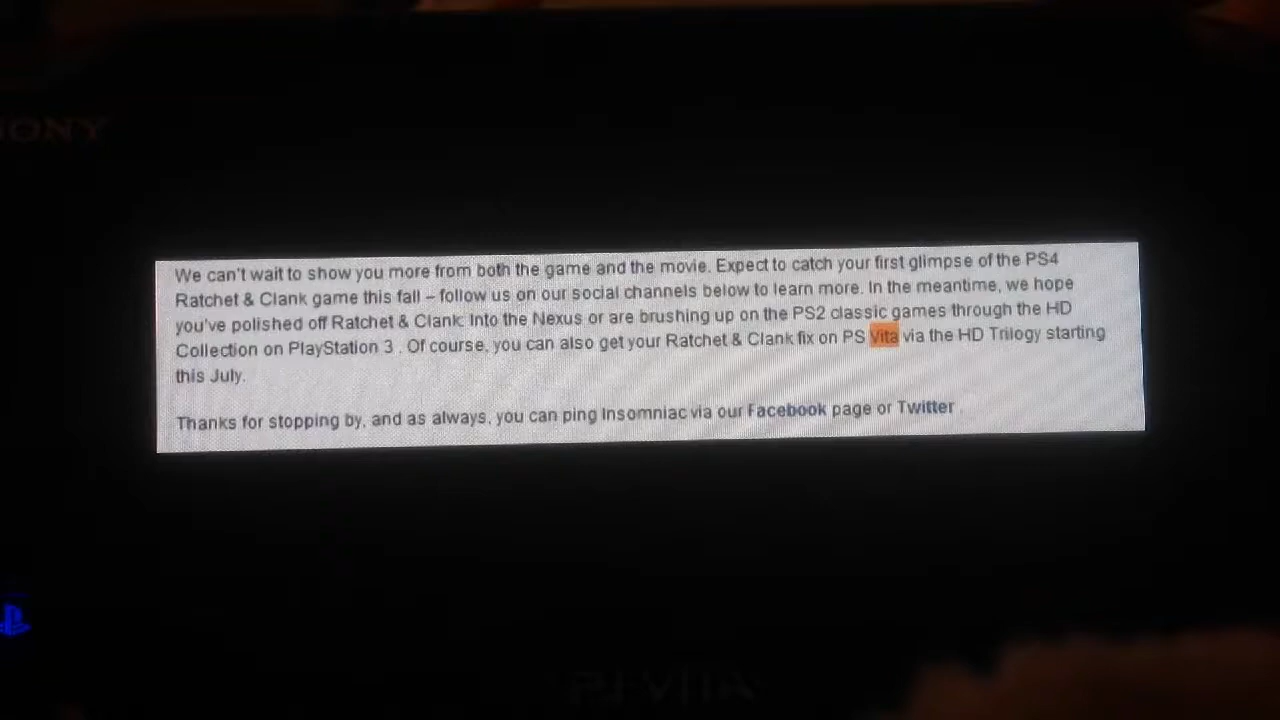 SONY
We can't wait to show you more from both the game and the movie. Expect to catch your first glimpse of the PS4
Ratchet & Clank game this fall – follow us on our social channels below to learn more. In the meantime, we hope
you've polished off Ratchet & Clank: Into the Nexus or are brushing up on the PS2 classic games through the HD
Collection on PlayStation 3 . Of course, you can also get your Ratchet & Clank fix on PS Vita via the HD Trilogy starting
this July.
Thanks for stopping by, and as always, you can ping Insomniac via our Facebook page or Twitter .
PS VITA